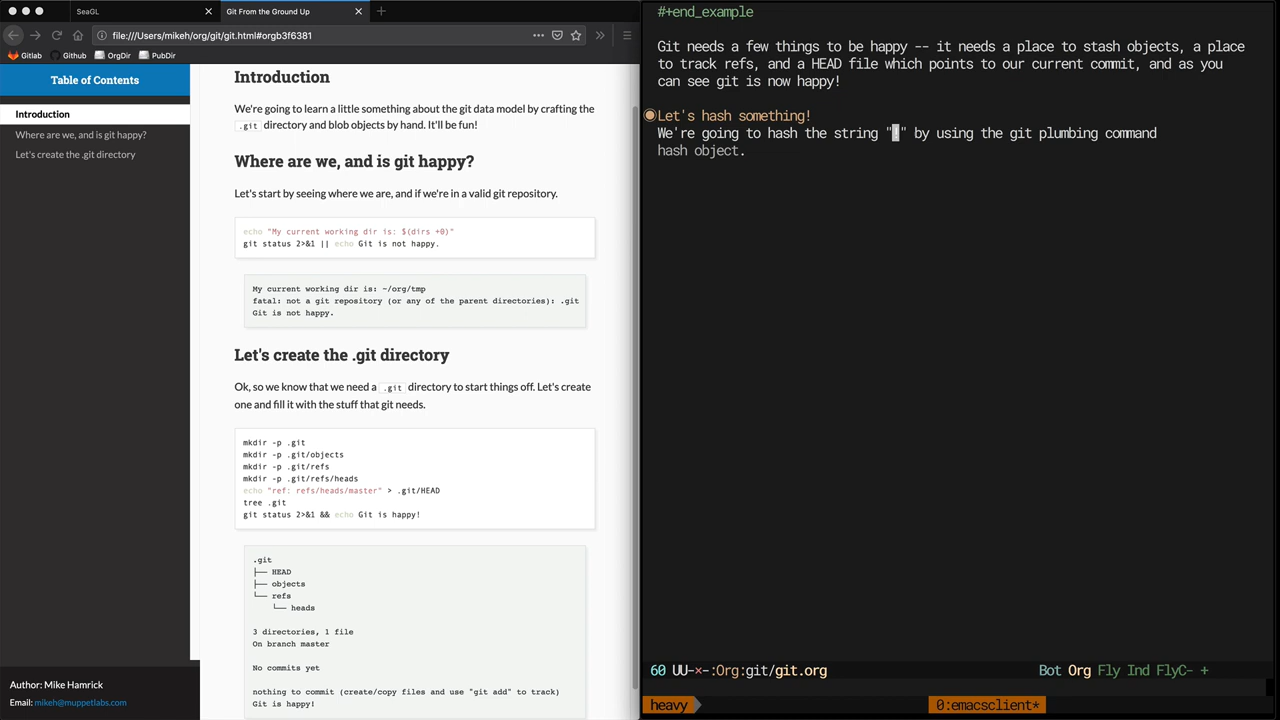 SeaGL
Git From the Ground Up
file:///Users/mikeh/org/git/git.html#orgb3f6381
Gitlab
Github
OrgDir
PubDir
Table of Contents
Introduction
Where are we, and is git happy?
Let's create the .git directory
Author: Mike Hamrick
Email: mikeh@muppetlabs.com
Introduction
We're going to learn a little something about the git data model by crafting the
.git directory and blob objects by hand. It'll be fun!
Where are we, and is git happy?
Let's start by seeing where we are, and if we're in a valid git repository.
echo "My current working dir is: $(dirs +0)"
git status 2>&1 || echo Git is not happy.
My current working dir is: ~/org/tmp
fatal: not a git repository (or any of the parent directories): .git
Git is not happy.
Let's create the .git directory
Ok, so we know that we need a .git directory to start things off. Let's create
one and fill it with the stuff that git needs.
mkdir -p .git
mkdir -p .git/objects
mkdir -p .git/refs
mkdir -p .git/refs/heads
echo "ref: refs/heads/master" > .git/HEAD
tree .git
git status 2>&1 && echo Git is happy!
.git
├── HEAD
├── objects
└── refs
    └── heads
3 directories, 1 file
On branch master
No commits yet
nothing to commit (create/copy files and use "git add" to track)
Git is happy!
#+end_example
Git needs a few things to be happy -- it needs a place to stash objects, a place
to track refs, and a HEAD file which points to our current commit, and as you
can see git is now happy!
Let's hash something!
We're going to hash the string "!" by using the git plumbing command
hash object.
60 UU-×-:Org:git/git.org
Bot Org Fly Ind FlyC- +
heavy
0:emacsclient*